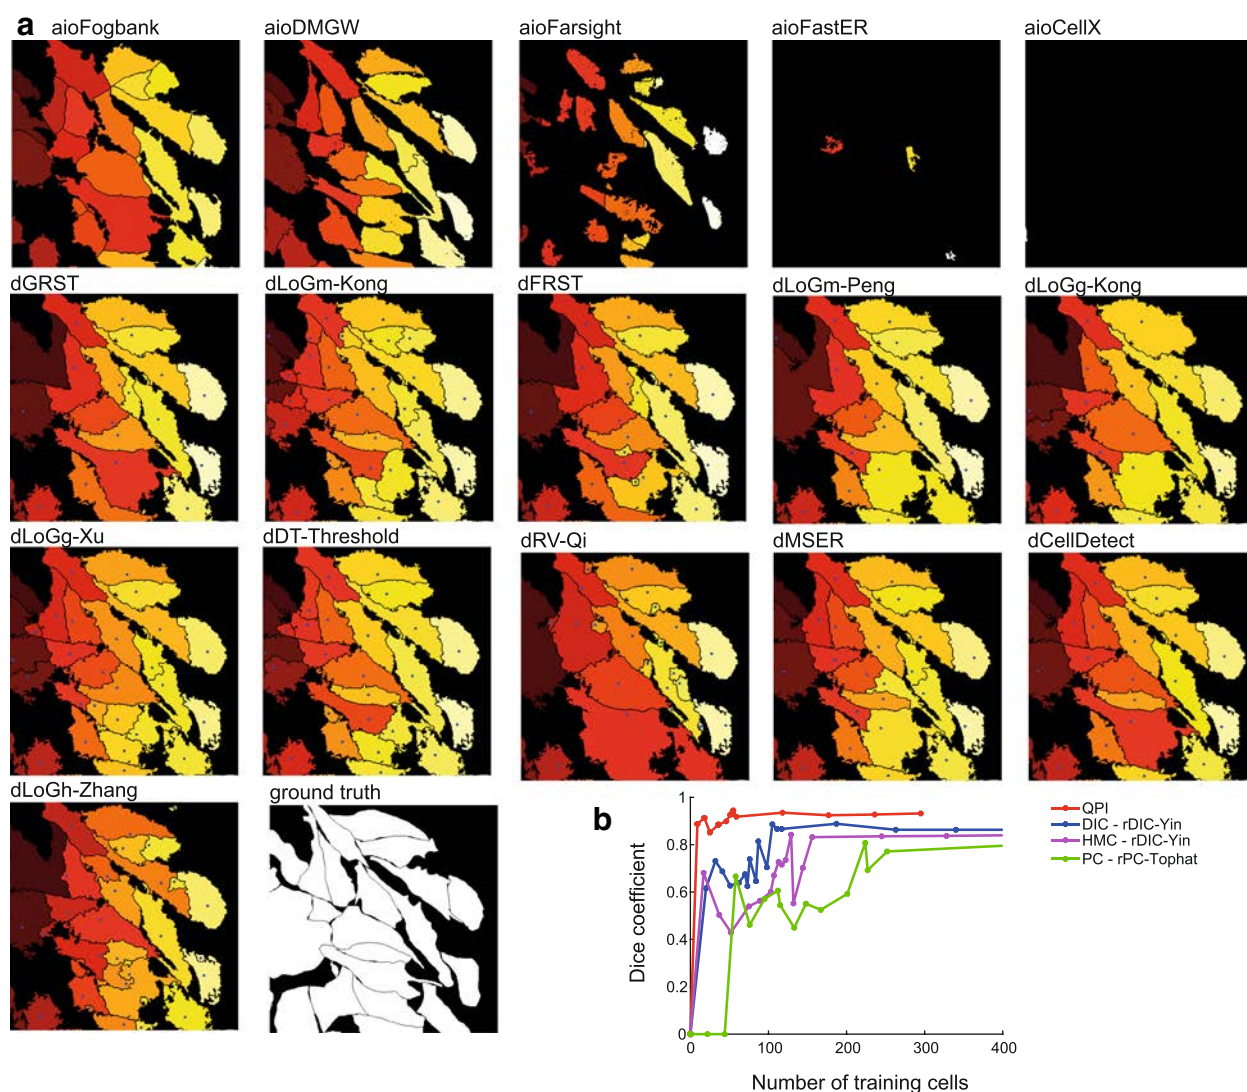 a
aioFogbank
aioDMGW
aioFarsight
aioFastER
aioCellX
dGRST
dLoGm-Kong
dFRST
dLoGm-Peng
dLoGg-Kong
dLoGg-Xu
dDT-Threshold
dRV-Qi
dMSER
dCellDetect
dLoGh-Zhang
ground truth
b
1
0.8
0.6
0.4
0.2
0
Dice coefficient
0
100
200
300
400
Number of training cells
QPI
DIC - rDIC-Yin
HMC - rDIC-Yin
PC - rPC-Tophat